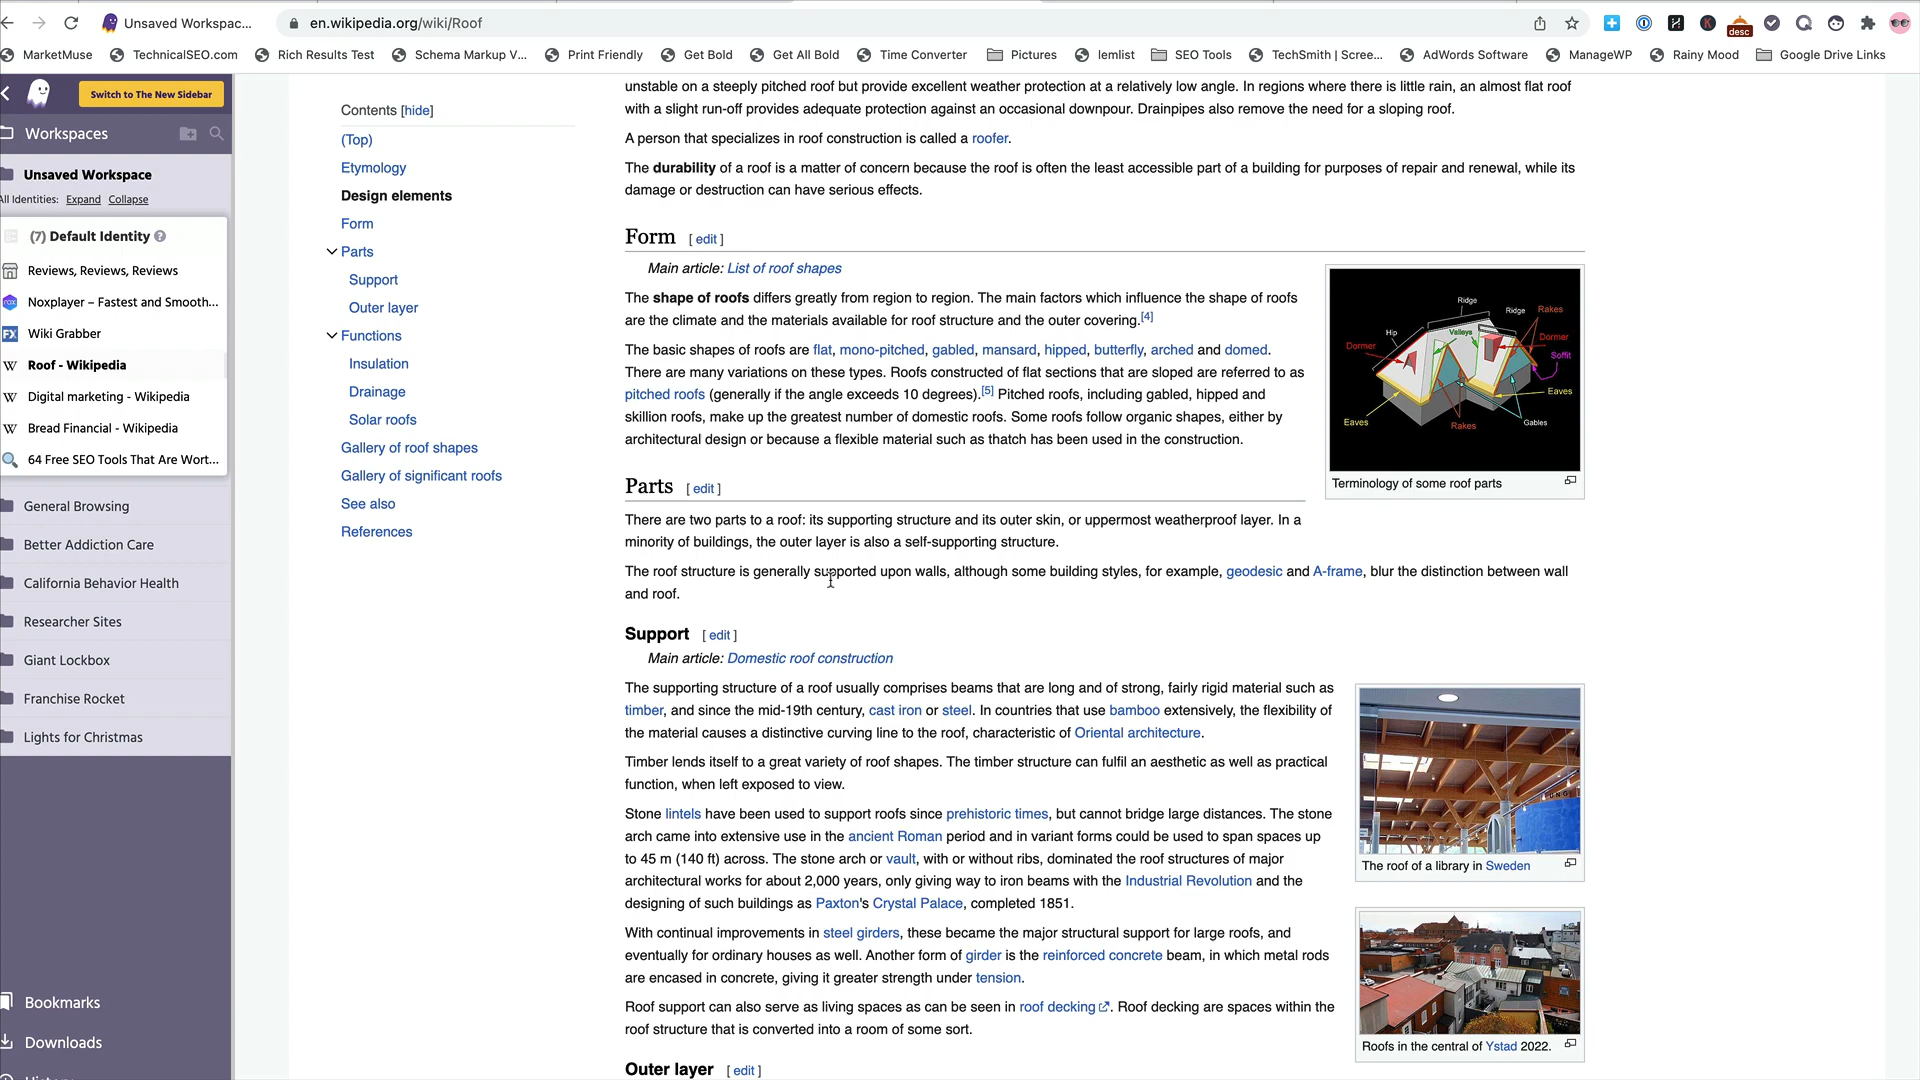 Unsaved Workspac...
en.wikipedia.org/wiki/Roof
desc
MarketMuse
TechnicalSEO.com
Rich Results Test
Schema Markup V...
Print Friendly
Get Bold
Get All Bold
Time Converter
Pictures
lemlist
SEO Tools
TechSmith | Scree...
AdWords Software
ManageWP
Rainy Mood
Google Drive Links
Switch to The New Sidebar
Workspaces
Unsaved Workspace
All Identities: Expand Collapse
(7) Default Identity
Reviews, Reviews, Reviews
Noxplayer – Fastest and Smooth...
Wiki Grabber
Roof - Wikipedia
Digital marketing - Wikipedia
Bread Financial - Wikipedia
64 Free SEO Tools That Are Wort...
General Browsing
Better Addiction Care
California Behavior Health
Researcher Sites
Giant Lockbox
Franchise Rocket
Lights for Christmas
Bookmarks
Downloads
Contents [hide]
(Top)
Etymology
Design elements
Form
Parts
Support
Outer layer
Functions
Insulation
Drainage
Solar roofs
Gallery of roof shapes
Gallery of significant roofs
See also
References
unstable on a steeply pitched roof but provide excellent weather protection at a relatively low angle. In regions where there is little rain, an almost flat roof
with a slight run-off provides adequate protection against an occasional downpour. Drainpipes also remove the need for a sloping roof.
A person that specializes in roof construction is called a roofer.
The durability of a roof is a matter of concern because the roof is often the least accessible part of a building for purposes of repair and renewal, while its
damage or destruction can have serious effects.
Form [ edit ]
Main article: List of roof shapes
The shape of roofs differs greatly from region to region. The main factors which influence the shape of roofs
are the climate and the materials available for roof structure and the outer covering.[4]
The basic shapes of roofs are flat, mono-pitched, gabled, mansard, hipped, butterfly, arched and domed.
There are many variations on these types. Roofs constructed of flat sections that are sloped are referred to as
pitched roofs (generally if the angle exceeds 10 degrees).[5] Pitched roofs, including gabled, hipped and
skillion roofs, make up the greatest number of domestic roofs. Some roofs follow organic shapes, either by
architectural design or because a flexible material such as thatch has been used in the construction.
Ridge
Ridge
Rakes
Hip
Valleys
Dormer
Dormer
Soffit
Eaves
Eaves
Rakes
Gables
Terminology of some roof parts
Parts [ edit ]
There are two parts to a roof: its supporting structure and its outer skin, or uppermost weatherproof layer. In a
minority of buildings, the outer layer is also a self-supporting structure.
The roof structure is generally supported upon walls, although some building styles, for example, geodesic and A-frame, blur the distinction between wall
and roof.
Support [ edit ]
Main article: Domestic roof construction
The supporting structure of a roof usually comprises beams that are long and of strong, fairly rigid material such as
timber, and since the mid-19th century, cast iron or steel. In countries that use bamboo extensively, the flexibility of
the material causes a distinctive curving line to the roof, characteristic of Oriental architecture.
Timber lends itself to a great variety of roof shapes. The timber structure can fulfil an aesthetic as well as practical
function, when left exposed to view.
Stone lintels have been used to support roofs since prehistoric times, but cannot bridge large distances. The stone
arch came into extensive use in the ancient Roman period and in variant forms could be used to span spaces up
to 45 m (140 ft) across. The stone arch or vault, with or without ribs, dominated the roof structures of major
architectural works for about 2,000 years, only giving way to iron beams with the Industrial Revolution and the
designing of such buildings as Paxton's Crystal Palace, completed 1851.
With continual improvements in steel girders, these became the major structural support for large roofs, and
eventually for ordinary houses as well. Another form of girder is the reinforced concrete beam, in which metal rods
are encased in concrete, giving it greater strength under tension.
Roof support can also serve as living spaces as can be seen in roof decking. Roof decking are spaces within the
roof structure that is converted into a room of some sort.
The roof of a library in Sweden
Roofs in the central of Ystad 2022.
Outer layer [ edit ]